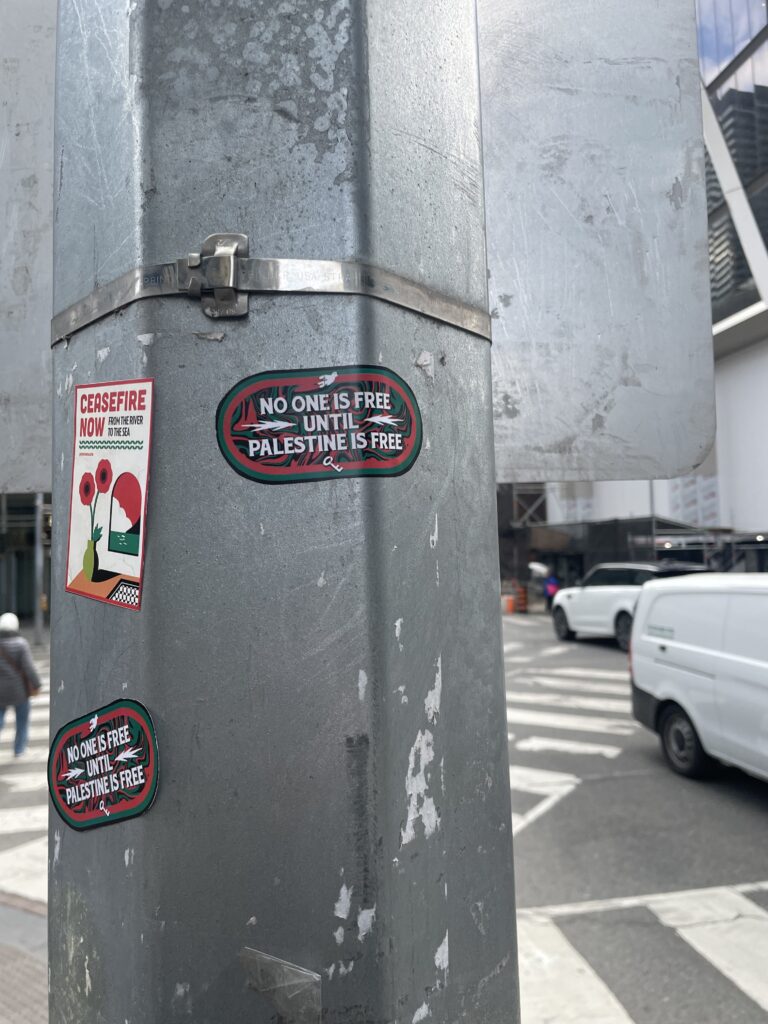 NO ONE IS FREE
UNTIL
PALESTINE IS FREE
CEASEFIRE
NOW FROM THE RIVER
TO THE SEA
NO ONE IS FREE
UNTIL
PALESTINE IS FREE